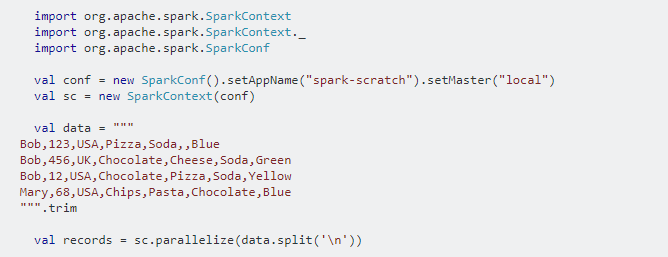 import org.apache.spark.SparkContext
import org.apache.spark.SparkContext._
import org.apache.spark.SparkConf
val conf = new SparkConf().setAppName("spark-scratch").setMaster("local")
val sc = new SparkContext(conf)
val data = """
Bob,123,USA,Pizza,Soda,,Blue
Bob,456,UK,Chocolate,Cheese,Soda,Green
Bob,12,USA,Chocolate,Pizza,Soda,Yellow
Mary,68,USA,Chips,Pasta,Chocolate,Blue
""".trim
val records = sc.parallelize(data.split('\n'))